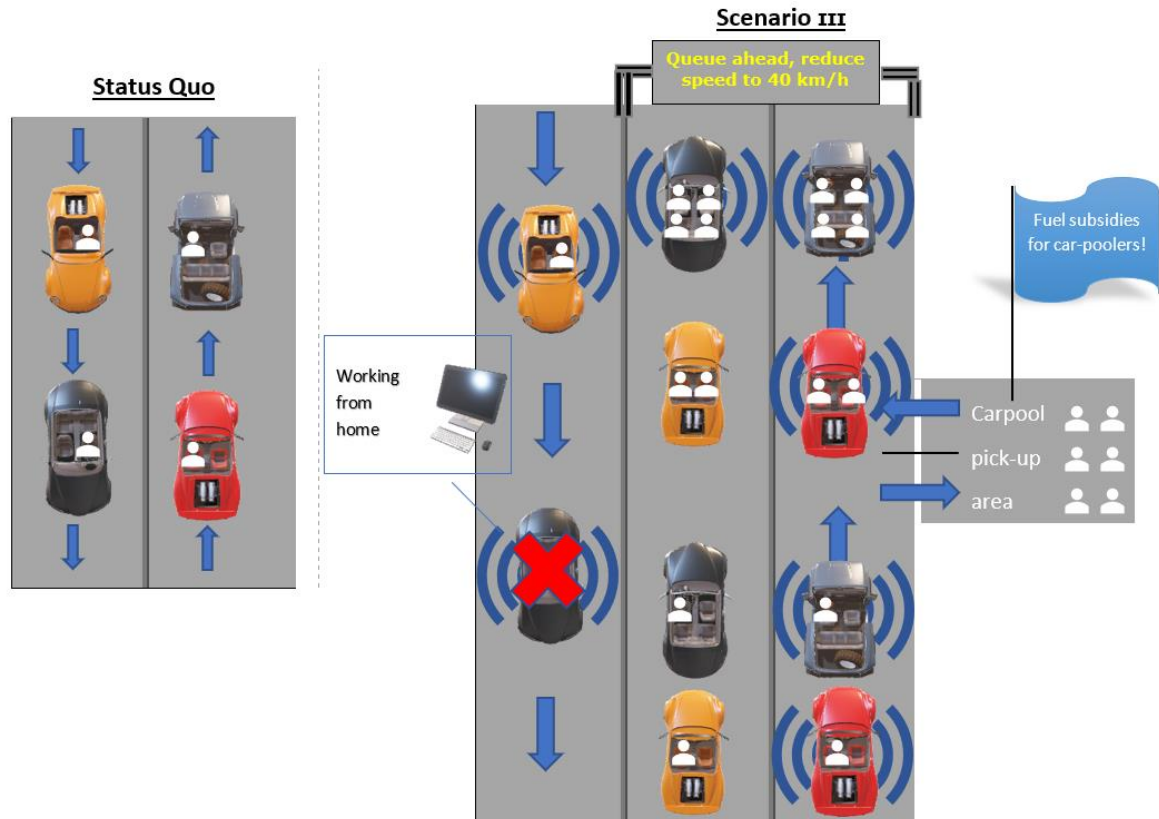 Status Quo
Scenario III
Queue ahead, reduce
speed to 40 km/h
Fuel subsidies
for car-poolers!
Working
from
home
Carpool
pick-up
area